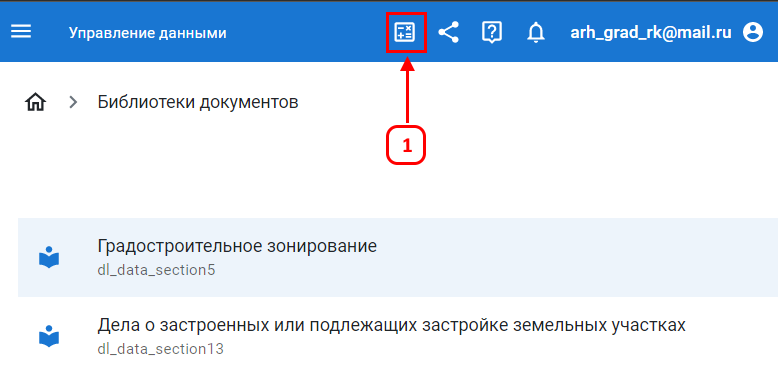 Управление данными
arh_grad_rk@mail.ru
Библиотеки документов
1
Градостроительное зонирование
dl_data_section5
Дела о застроенных или подлежащих застройке земельных участках
dl_data_section13